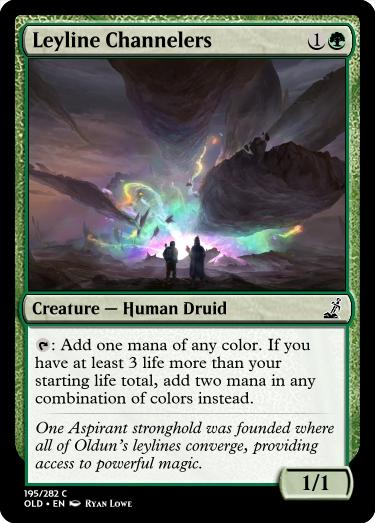 Leyline Channelers 1
Creature — Human Druid
: Add one mana of any color. If you
have at least 3 life more than your
starting life total, add two mana in any
combination of colors instead.
One Aspirant stronghold was founded where
all of Oldun's leylines converge, providing
access to powerful magic.
1/1
195/282 C
OLD • EN Ryan Lowe